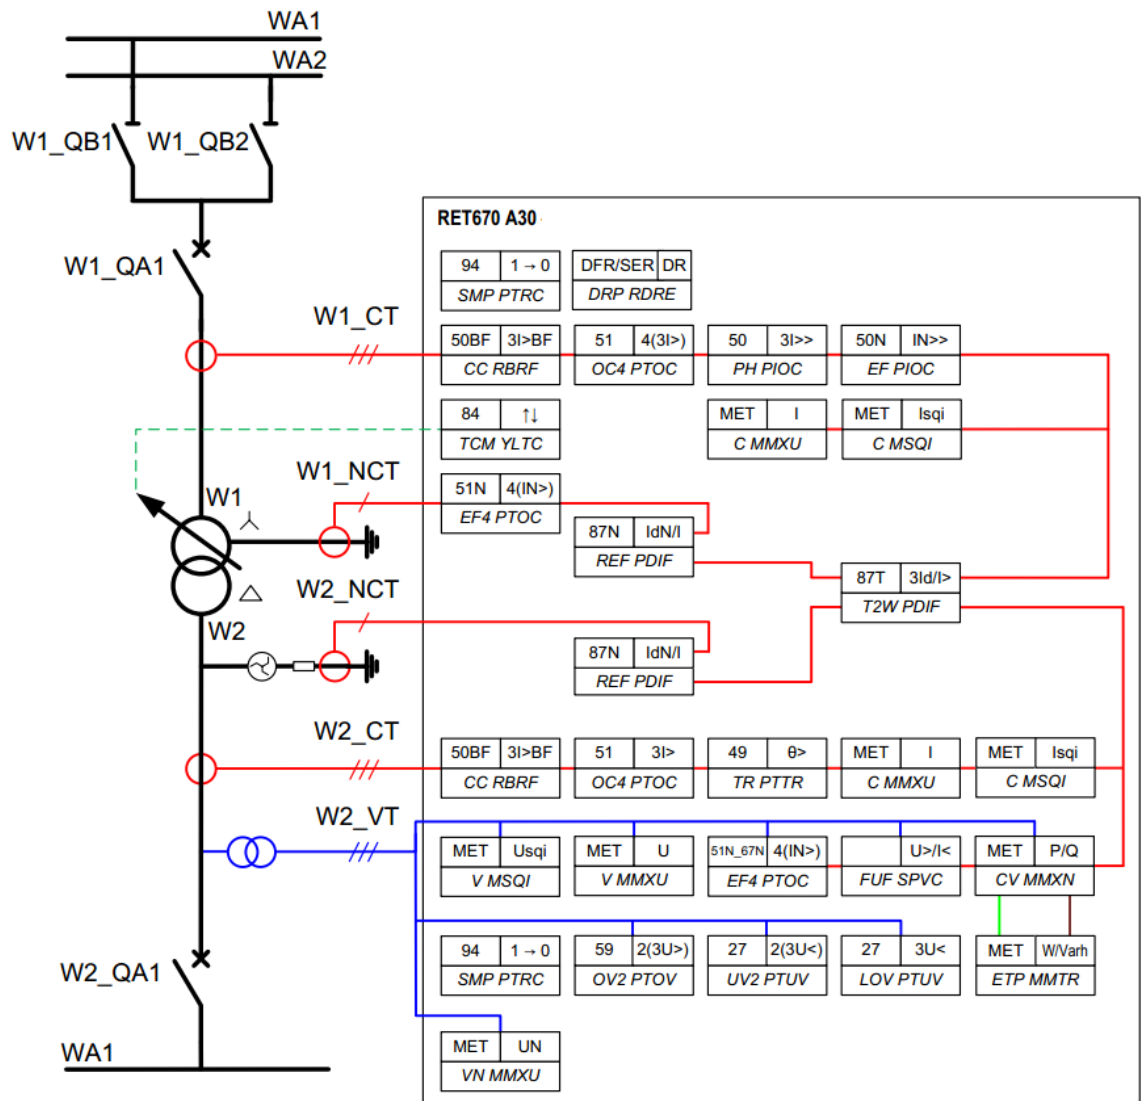 WA1
WA2
W1_QB1
W1_QB2
RET670 A30
94 1 → 0
SMP PTRC
DFR/SER DR
DRP RDRE
W1_QA1
W1_CT
50BF 3I>BF
CC RBRF
51 4(3I>)
OC4 PTOC
50 3I>>
PH PIOC
50N IN>>
EF PIOC
84 ↑↓
TCM YLTC
MET I
C MMXU
MET Isqi
C MSQI
W1_NCT
W1
51N 4(IN>)
EF4 PTOC
87N IdN/I
REF PDIF
87T 3Id/I>
T2W PDIF
W2_NCT
W2
87N IdN/I
REF PDIF
W2_CT
50BF 3I>BF
CC RBRF
51 3I>
OC4 PTOC
49 θ>
TR PTTR
MET I
C MMXU
MET Isqi
C MSQI
W2_VT
MET Usqi
V MSQI
MET U
V MMXU
51N_67N 4(IN>)
EF4 PTOC
U>/I<
FUF SPVC
MET P/Q
CV MMXN
W2_QA1
94 1 → 0
SMP PTRC
59 2(3U>)
OV2 PTOV
27 2(3U<)
UV2 PTUV
27 3U<
LOV PTUV
MET W/Varh
ETP MMTR
WA1
MET UN
VN MMXU